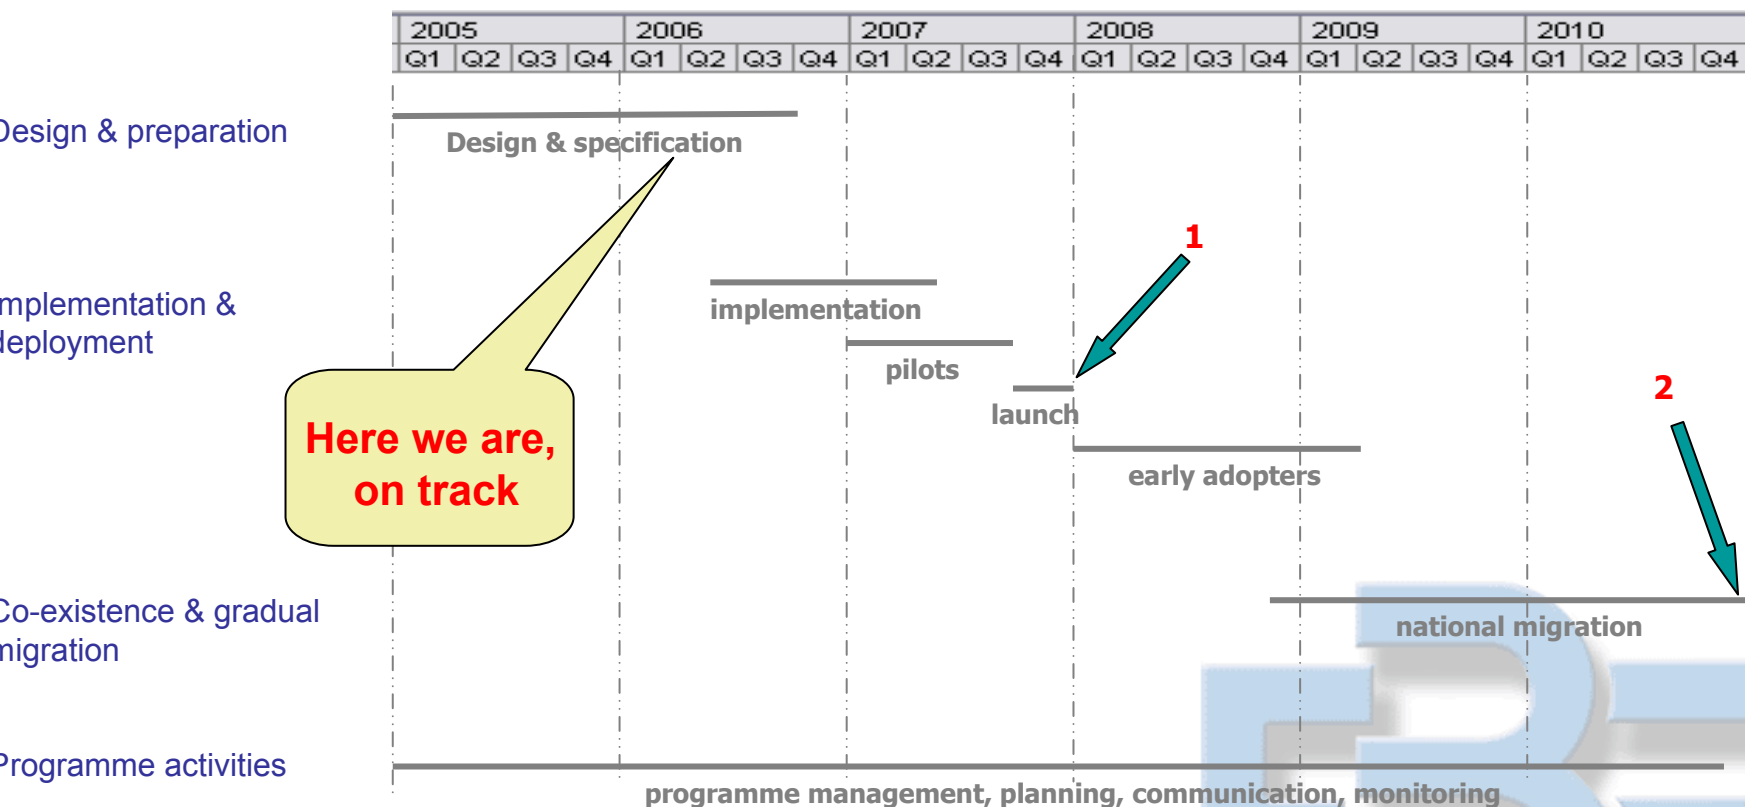 2005 2006 2007 2008 2009 2010
Q1 Q2 Q3 Q4 Q1 Q2 Q3 Q4 Q1 Q2 Q3 Q4 Q1 Q2 Q3 Q4 Q1 Q2 Q3 Q4 Q1 Q2 Q3 Q4
Design & preparation
Design & specification
1
implementation &
deployment
implementation
pilots
launch
2
Here we are,
on track
early adopters
Co-existence & gradual
migration
national migration
Programme activities
programme management, planning, communication, monitoring